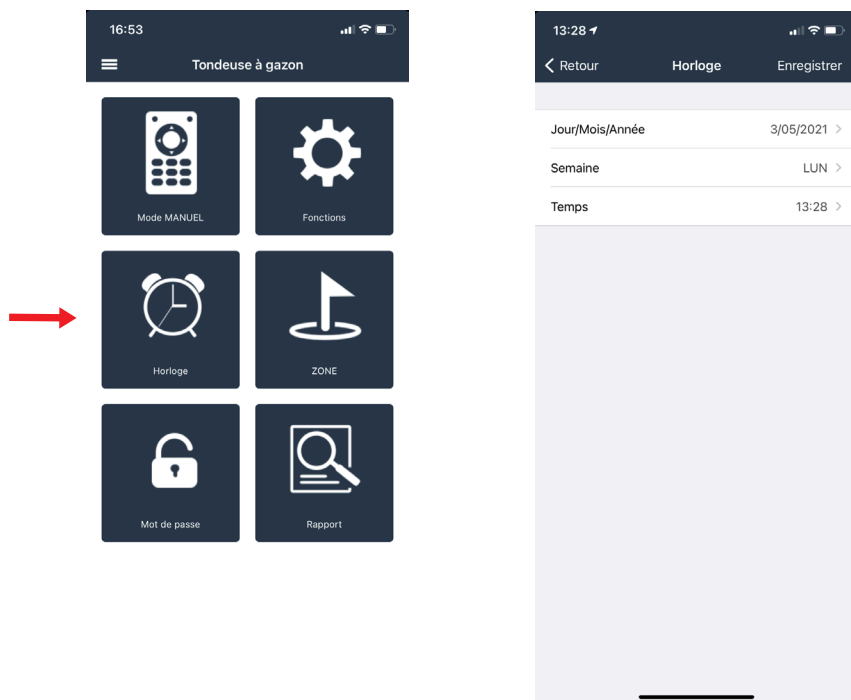 16:53
Tondeuse à gazon
Mode MANUEL
Fonctions
Horloge
ZONE
Mot de passe
Rapport
13:28
Retour
Horloge
Enregistrer
Jour/Mois/Année
3/05/2021
Semaine
LUN
Temps
13:28